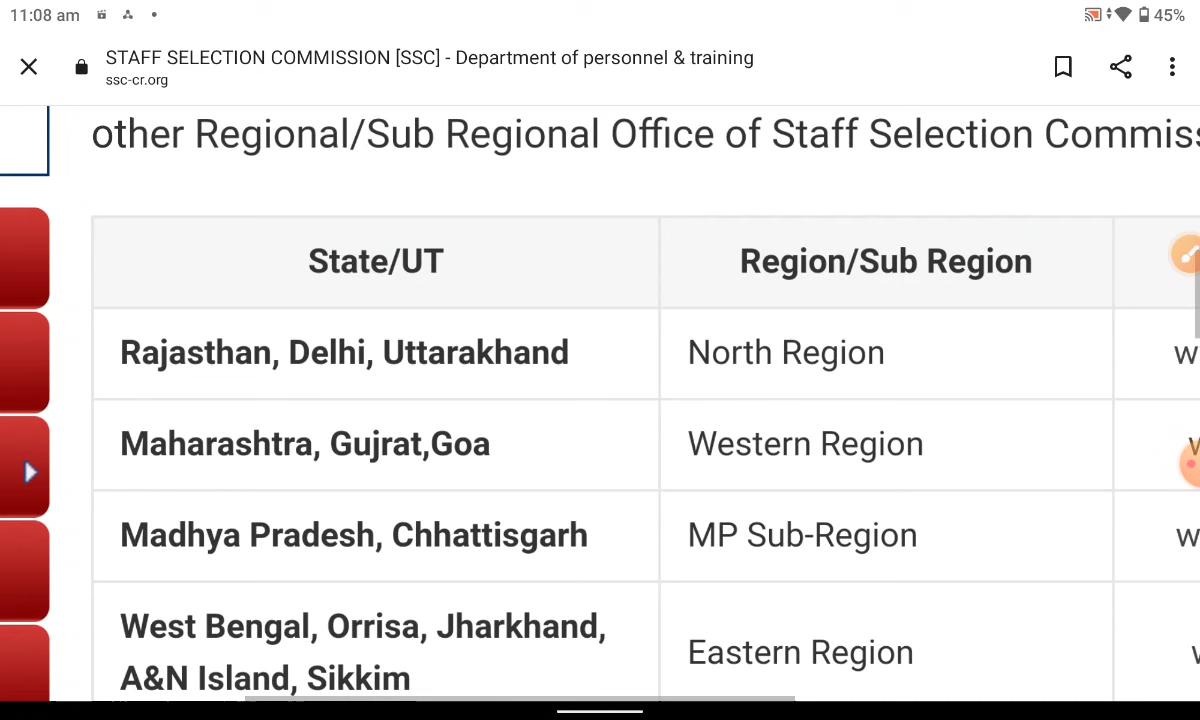 11:08 am
45%
STAFF SELECTION COMMISSION [SSC] - Department of personnel & training
ssc-cr.org
other Regional/Sub Regional Office of Staff Selection
State/UT Region/Sub Region
Rajasthan, Delhi, Uttarakhand North Region
Maharashtra, Gujrat,Goa Western Region
Madhya Pradesh, Chhattisgarh MP Sub-Region
West Bengal, Orrisa, Jharkhand,
A&N Island, Sikkim
Eastern Region